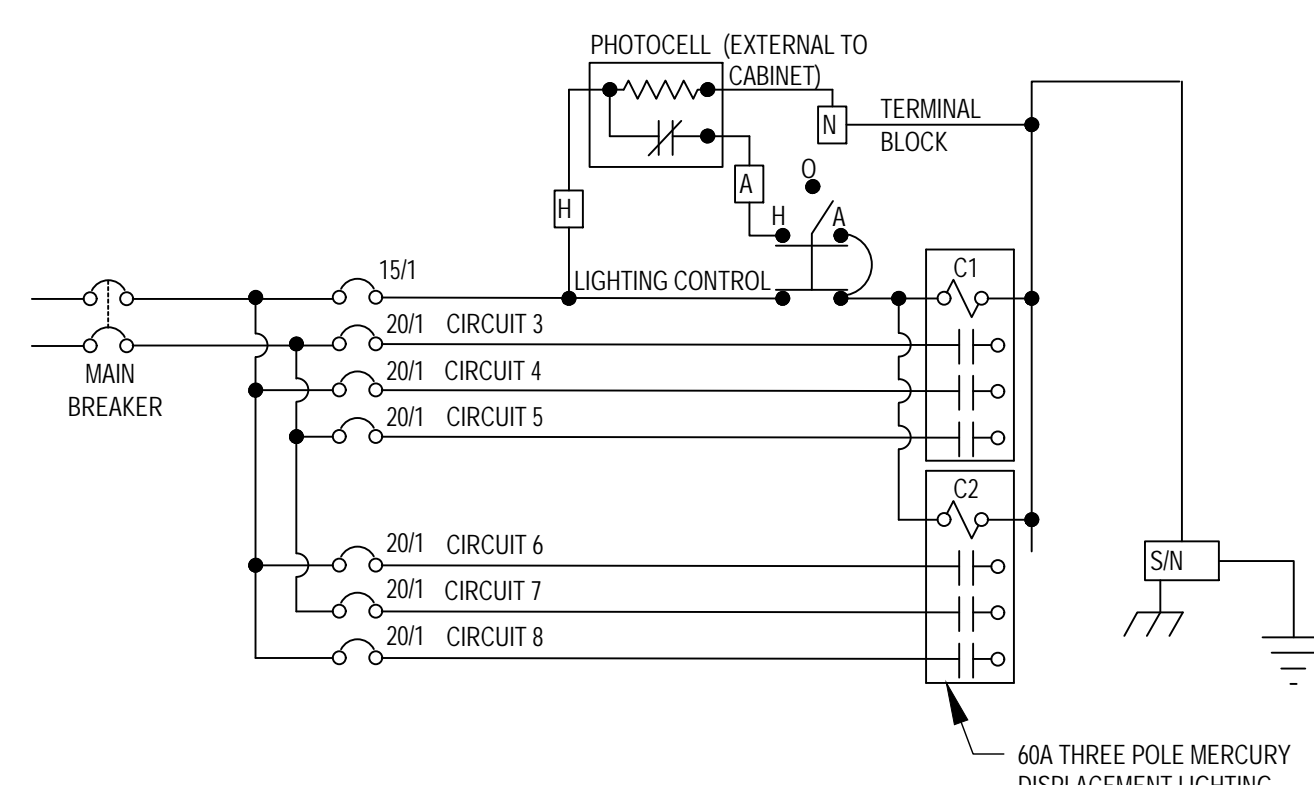 PHOTOCELL (EXTERNAL TO
CABINET)
N
TERMINAL
BLOCK
A
O
H
H
A
15/1
LIGHTING CONTROL
C1
20/1 CIRCUIT 3
20/1 CIRCUIT 4
MAIN
BREAKER
20/1 CIRCUIT 5
C2
20/1 CIRCUIT 6
S/N
20/1 CIRCUIT 7
20/1 CIRCUIT 8
60A THREE POLE MERCURY
DISPLACEMENT LIGHTING